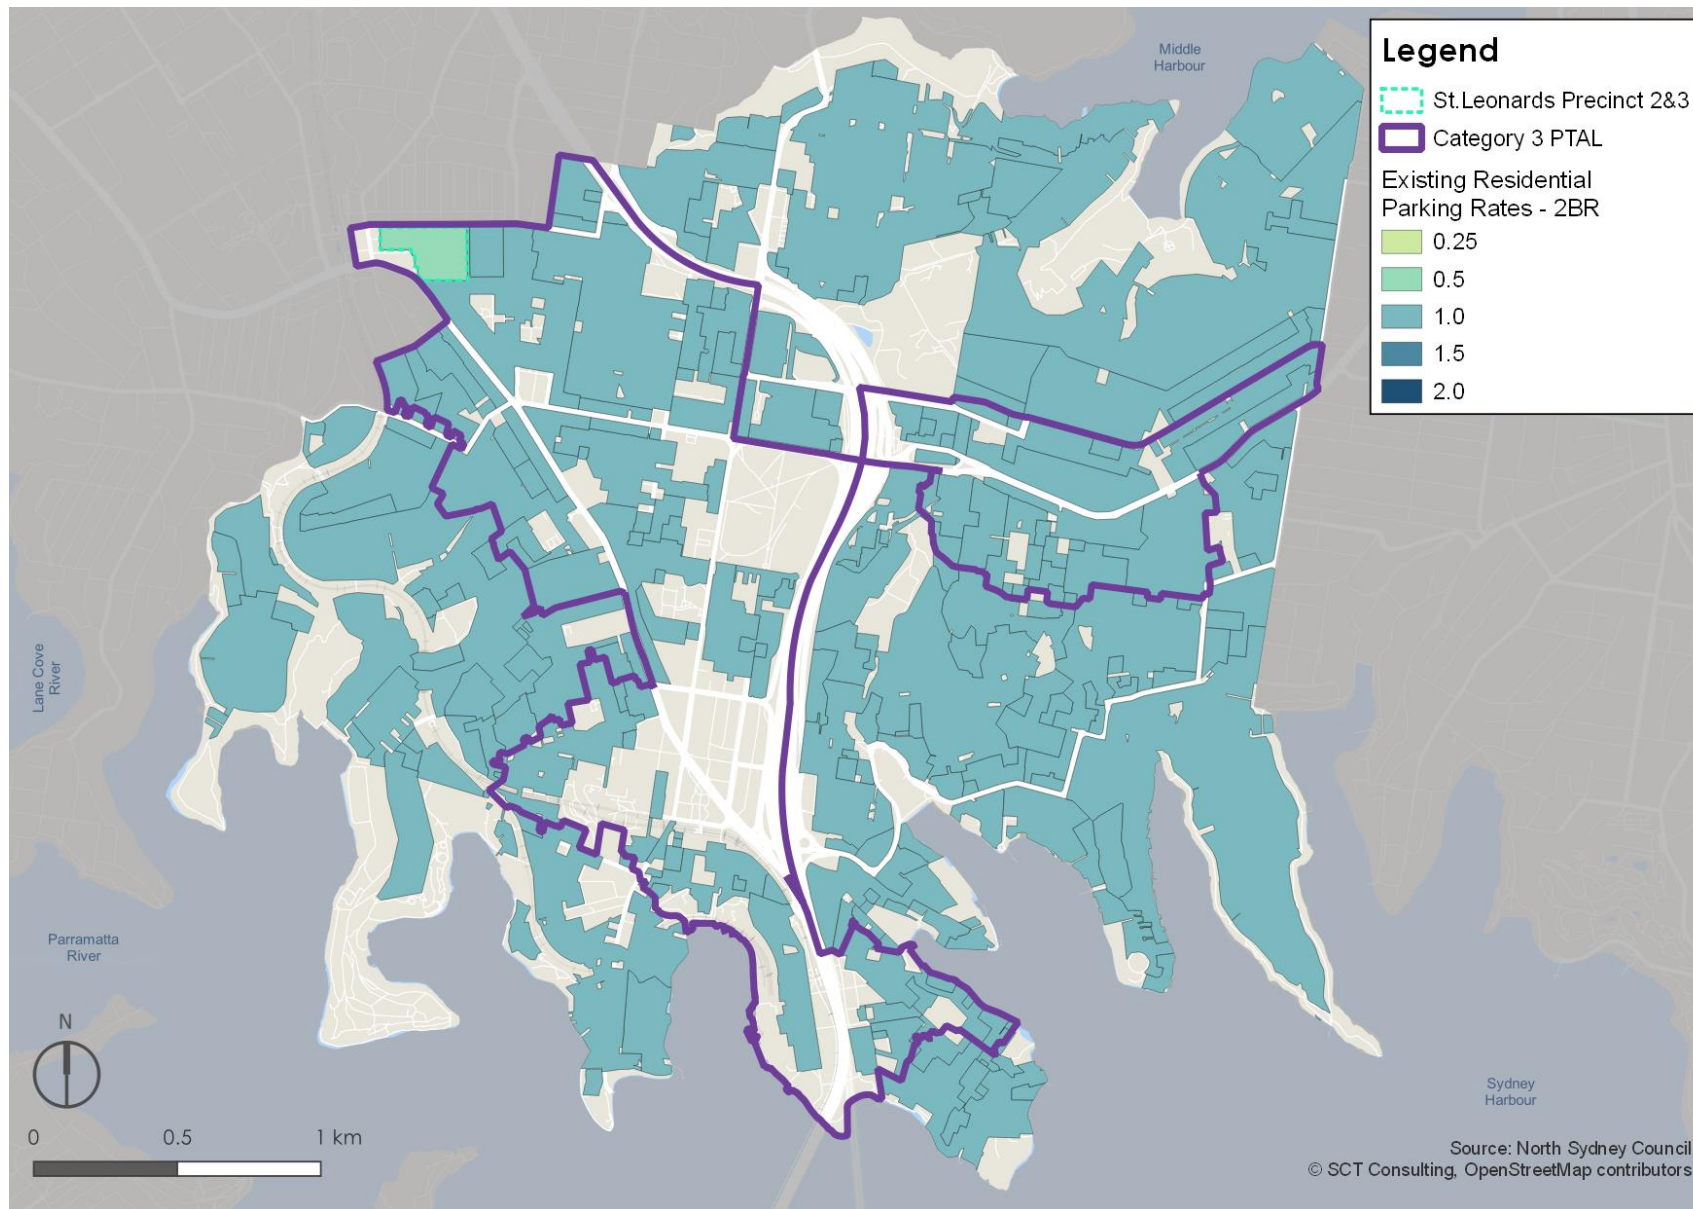 Middle
Harbour
Legend
St.Leonards Precinct 2&3
Category 3 PTAL
Existing Residential
Parking Rates - 2BR
0.25
0.5
1.0
1.5
2.0
Lane Cove
River
Parramatta
River
N
0 0.5 1 km
Sydney
Harbour
Source: North Sydney Council
© SCT Consulting, OpenStreetMap contributors